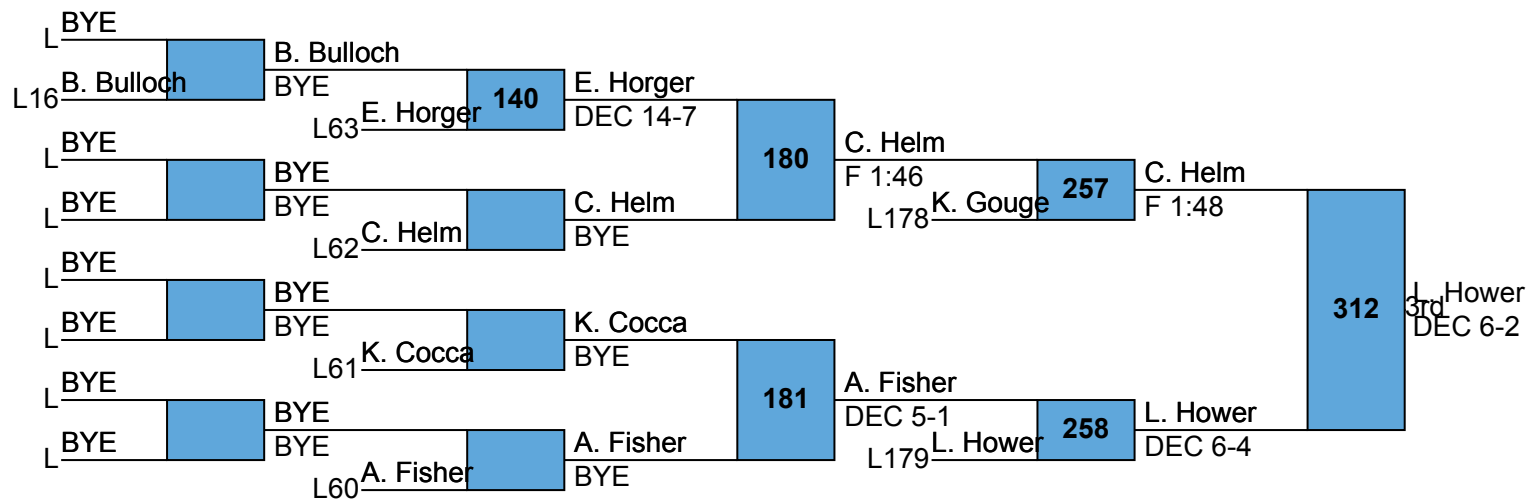 BYE
L
B. Bulloch
L16
B. Bulloch
BYE
E. Horger
L63
140
E. Horger
DEC 14-7
BYE
L
BYE
L
BYE
BYE
C. Helm
L62
C. Helm
BYE
180
C. Helm
F 1:46
K. Gouge
L178
257
C. Helm
F 1:48
BYE
L
BYE
L
BYE
BYE
K. Cocca
L61
K. Cocca
BYE
BYE
L
BYE
L
BYE
BYE
A. Fisher
L60
A. Fisher
BYE
181
A. Fisher
DEC 5-1
L. Hower
L179
258
L. Hower
DEC 6-4
312
L. Hower
3rd
DEC 6-2